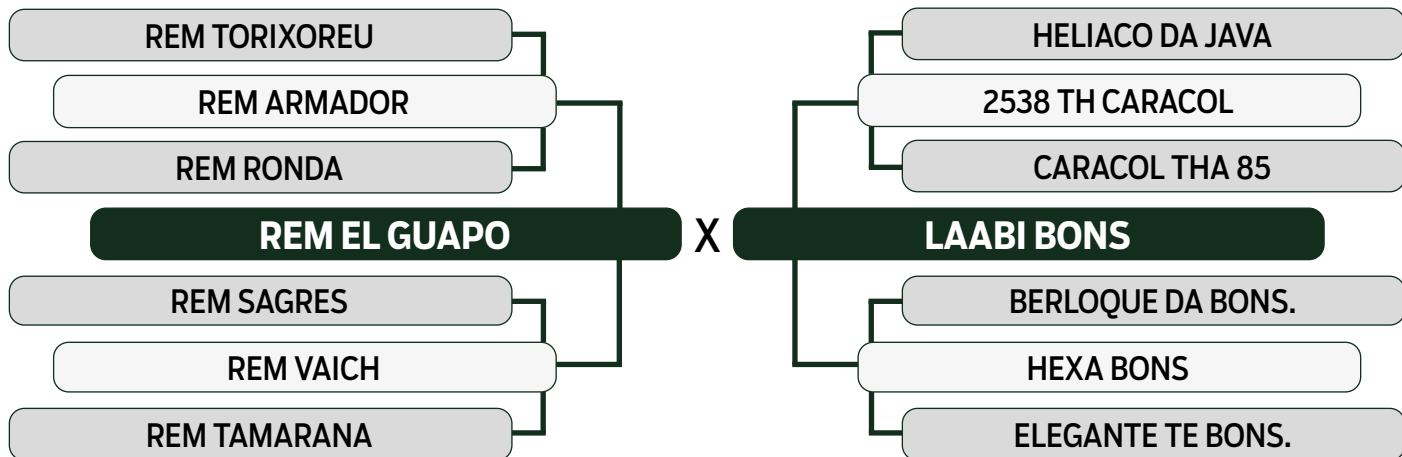 REM TORIXOREU
REM ARMADOR
REM RONDA
REM EL GUAPO
REM SAGRES
REM VAICH
REM TAMARANA
X
HELIACO DA JAVA
2538 TH CARACOL
CARACOL THA 85
LAABI BONS
BERLOQUE DA BONS.
HEXA BONS
ELEGANTE TE BONS.